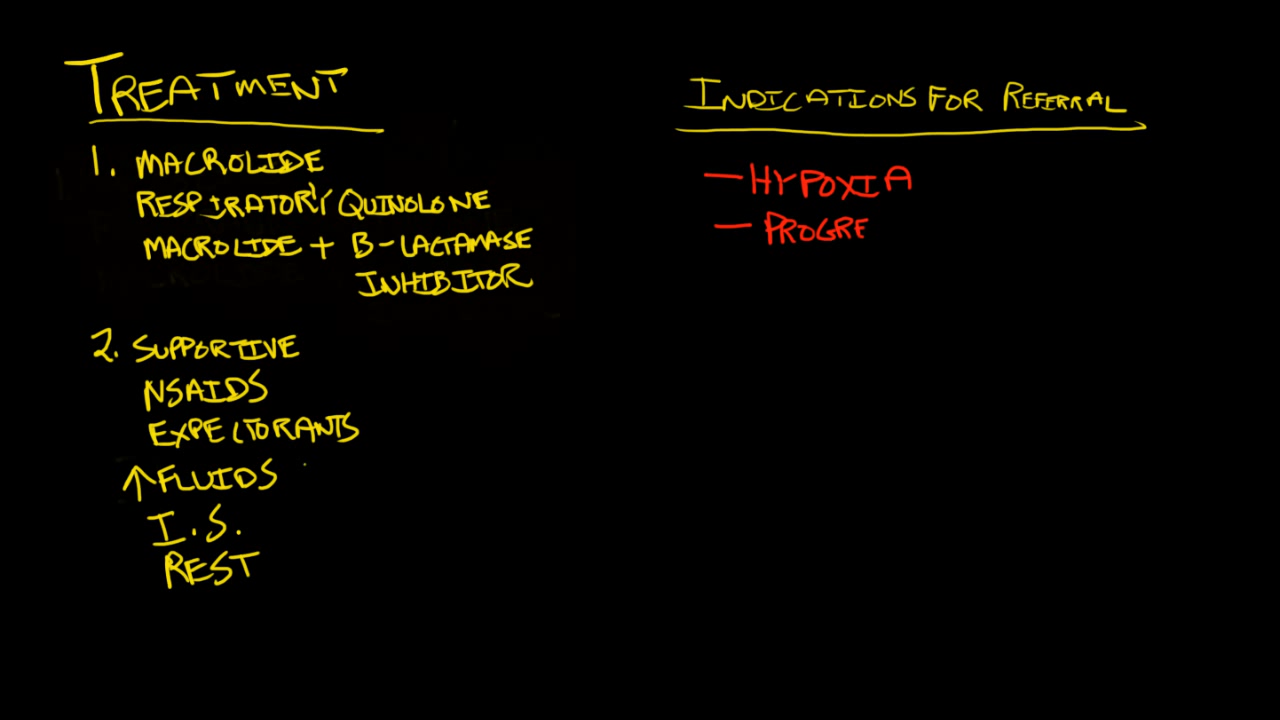 TREATMENT
1. MACROLIDE
RESPIRATORY QUINOLONE
MACROLIDE + B-LACTAMASE
INHIBITOR
2. SUPPORTIVE
NSAIDS
EXPECTORANTS
↑FLUIDS
I.S.
REST
INDICATIONS FOR REFERRAL
— HYPOXIA
— PROGRE